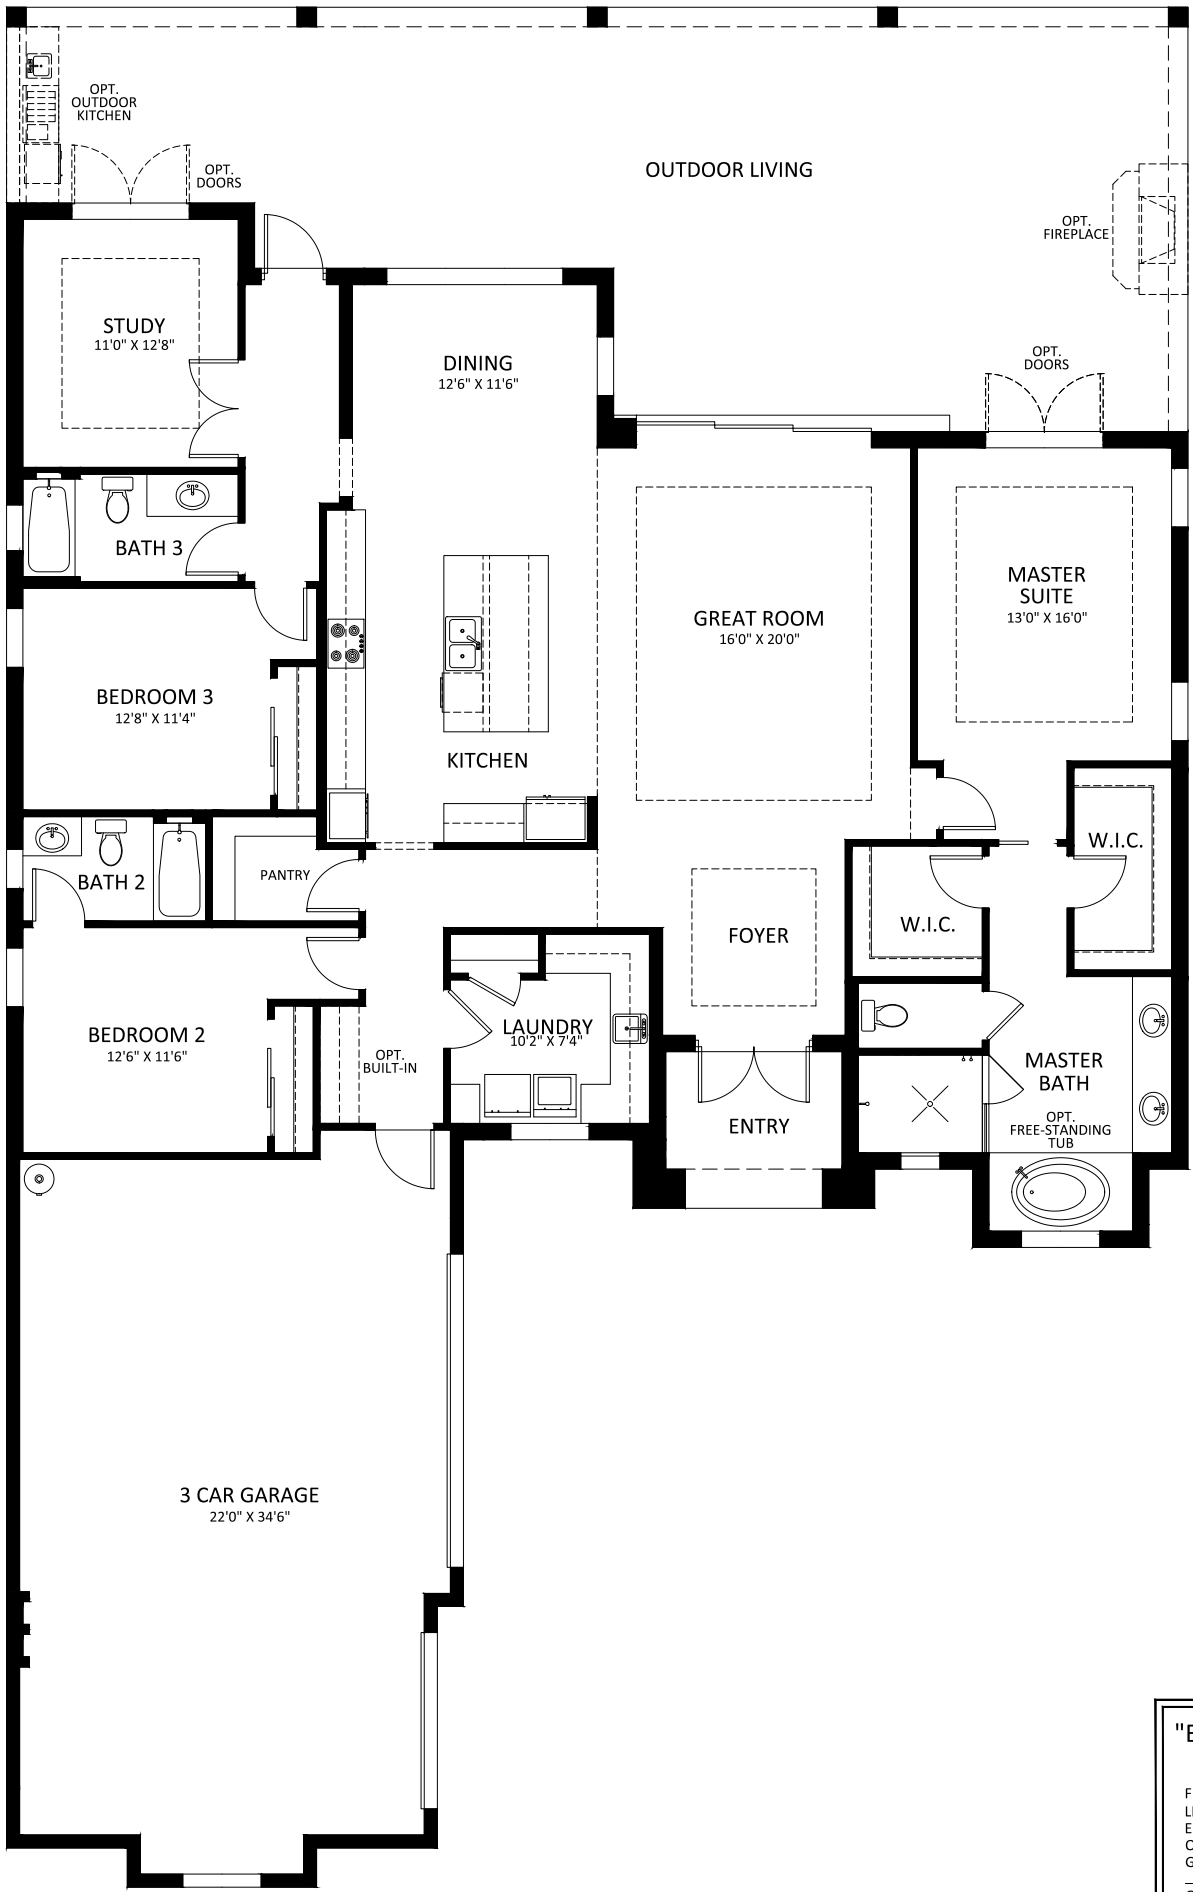 OPT.
OUTDOOR
KITCHEN
OPT.
DOORS
OUTDOOR LIVING
OPT.
FIREPLACE
STUDY
11'0" X 12'8"
DINING
12'6" X 11'6"
OPT.
DOORS
BATH 3
MASTER
SUITE
13'0" X 16'0"
GREAT ROOM
16'0" X 20'0"
BEDROOM 3
12'8" X 11'4"
KITCHEN
W.I.C.
BATH 2
PANTRY
W.I.C.
FOYER
BEDROOM 2
12'6" X 11'6"
OPT.
BUILT-IN
LAUNDRY
10'2" X 7'4"
MASTER
BATH
OPT.
FREE-STANDING
TUB
ENTRY
3 CAR GARAGE
22'0" X 34'6"